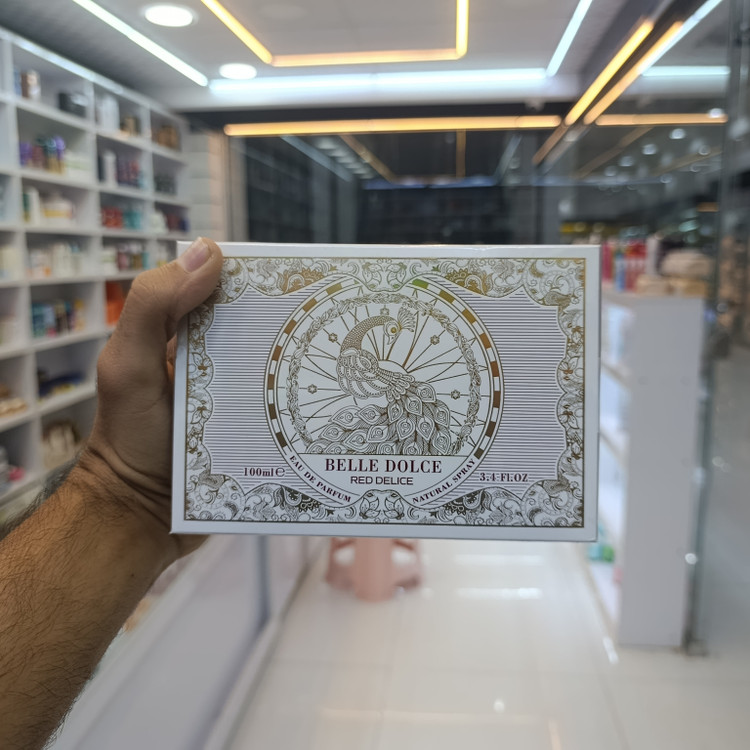 BELLE DOLCE
RED DELICE
100ml℮
EAU DE PARFUM
NATURAL SPRAY
3.4 FL.OZ